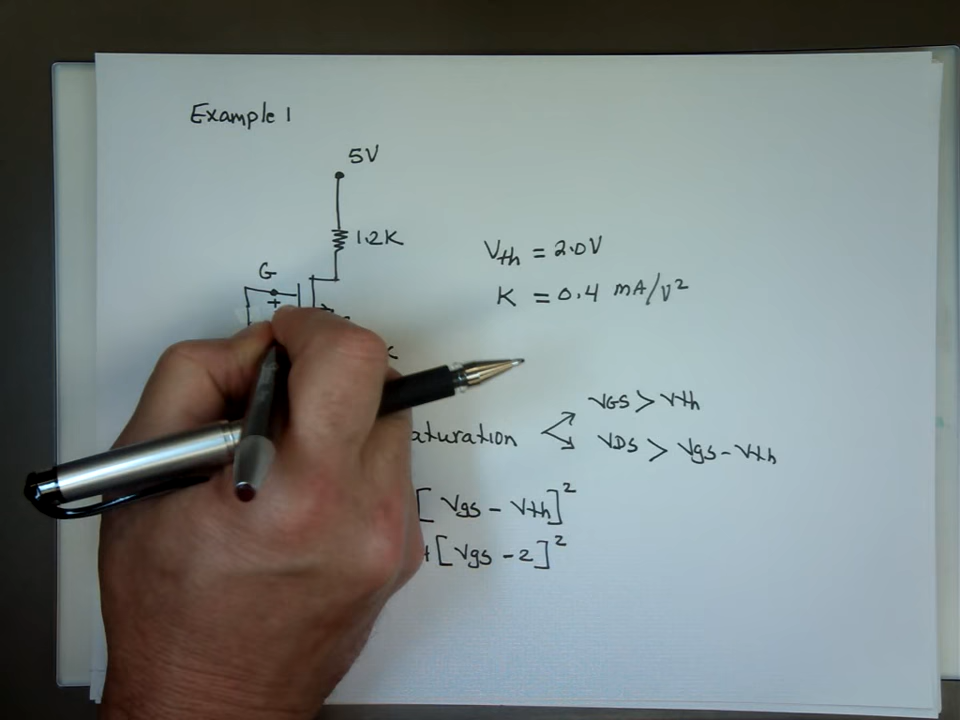 Example 1
5V
1.2K
G
+
Vth = 2.0V
K = 0.4 mA/V²
VGS > Vth
aturation
VDS > Vgs - Vth
[Vgs - Vth]²
[Vgs - 2]²